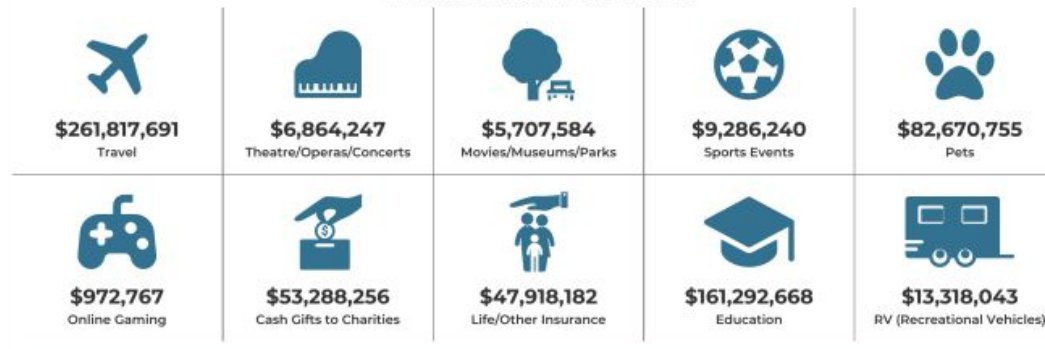 $261,817,691
Travel
$6,864,247
Theatre/Operas/Concerts
$5,707,584
Movies/Museums/Parks
$9,286,240
Sports Events
$82,670,755
Pets
$972,767
Online Gaming
$53,288,256
Cash Gifts to Charities
$47,918,182
Life/Other Insurance
$161,292,668
Education
$13,318,043
RV (Recreational Vehicles)